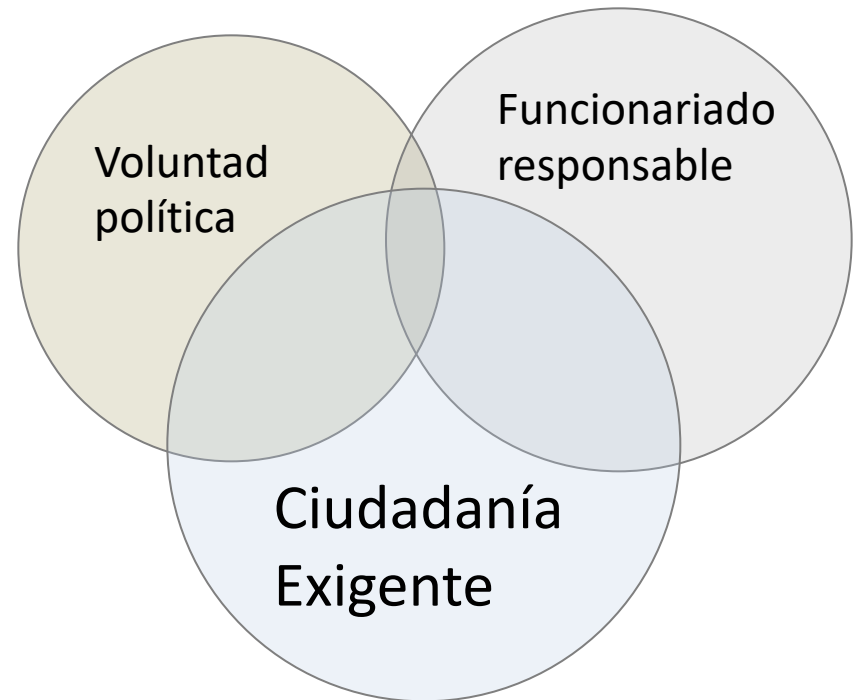 Voluntad
política
Funcionariado
responsable
Ciudadanía
Exigente